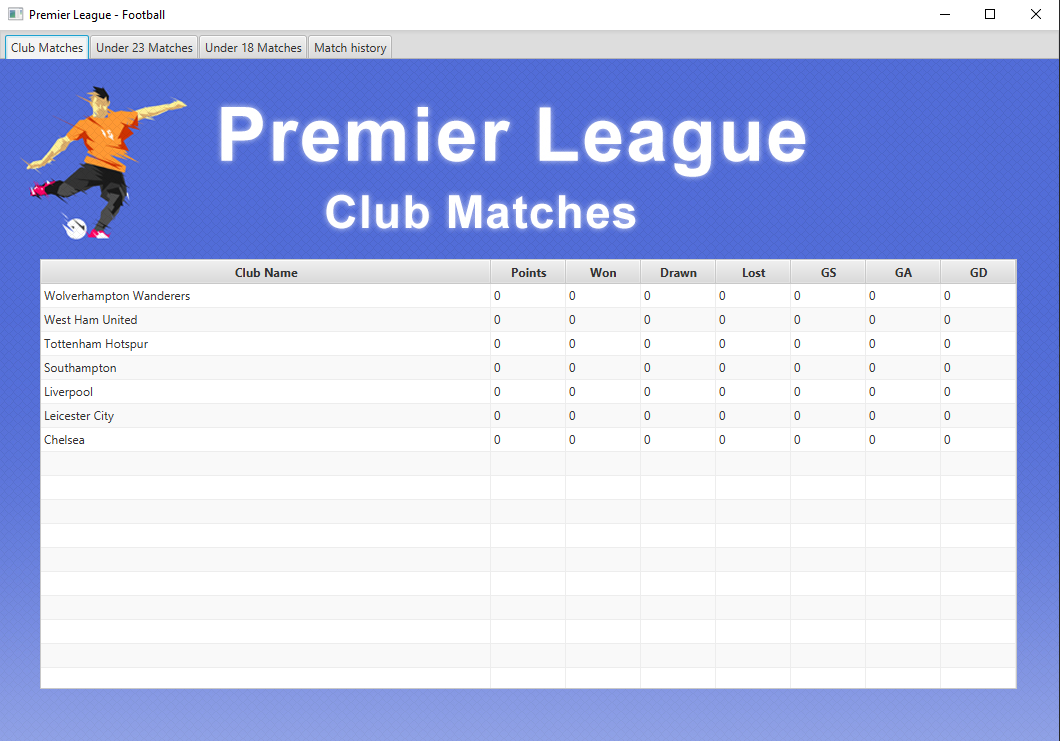 Premier League - Football
Club Matches Under 23 Matches Under 18 Matches Match history
Premier League
Club Matches
Club Name Points Won Drawn Lost GS GA GD
Wolverhampton Wanderers 0 0 0 0 0 0 0
West Ham United 0 0 0 0 0 0 0
Tottenham Hotspur 0 0 0 0 0 0 0
Southampton 0 0 0 0 0 0 0
Liverpool 0 0 0 0 0 0 0
Leicester City 0 0 0 0 0 0 0
Chelsea 0 0 0 0 0 0 0